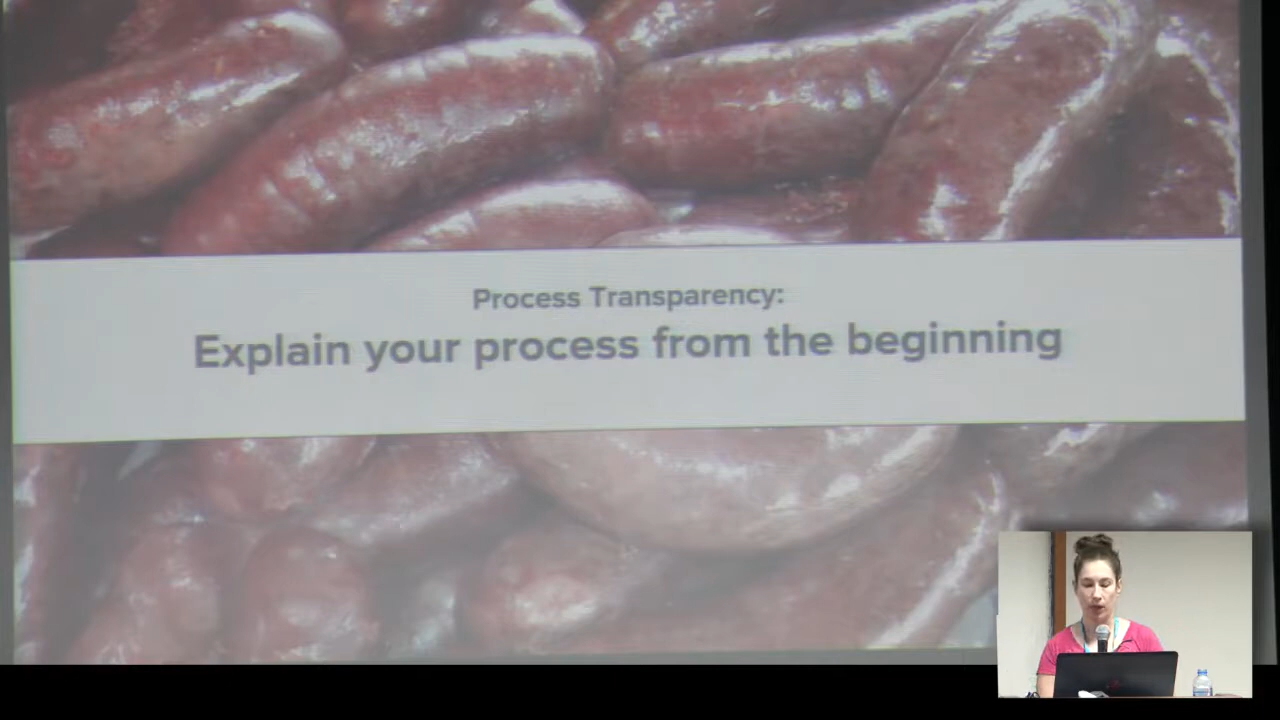 Process Transparency:
Explain your process from the beginning